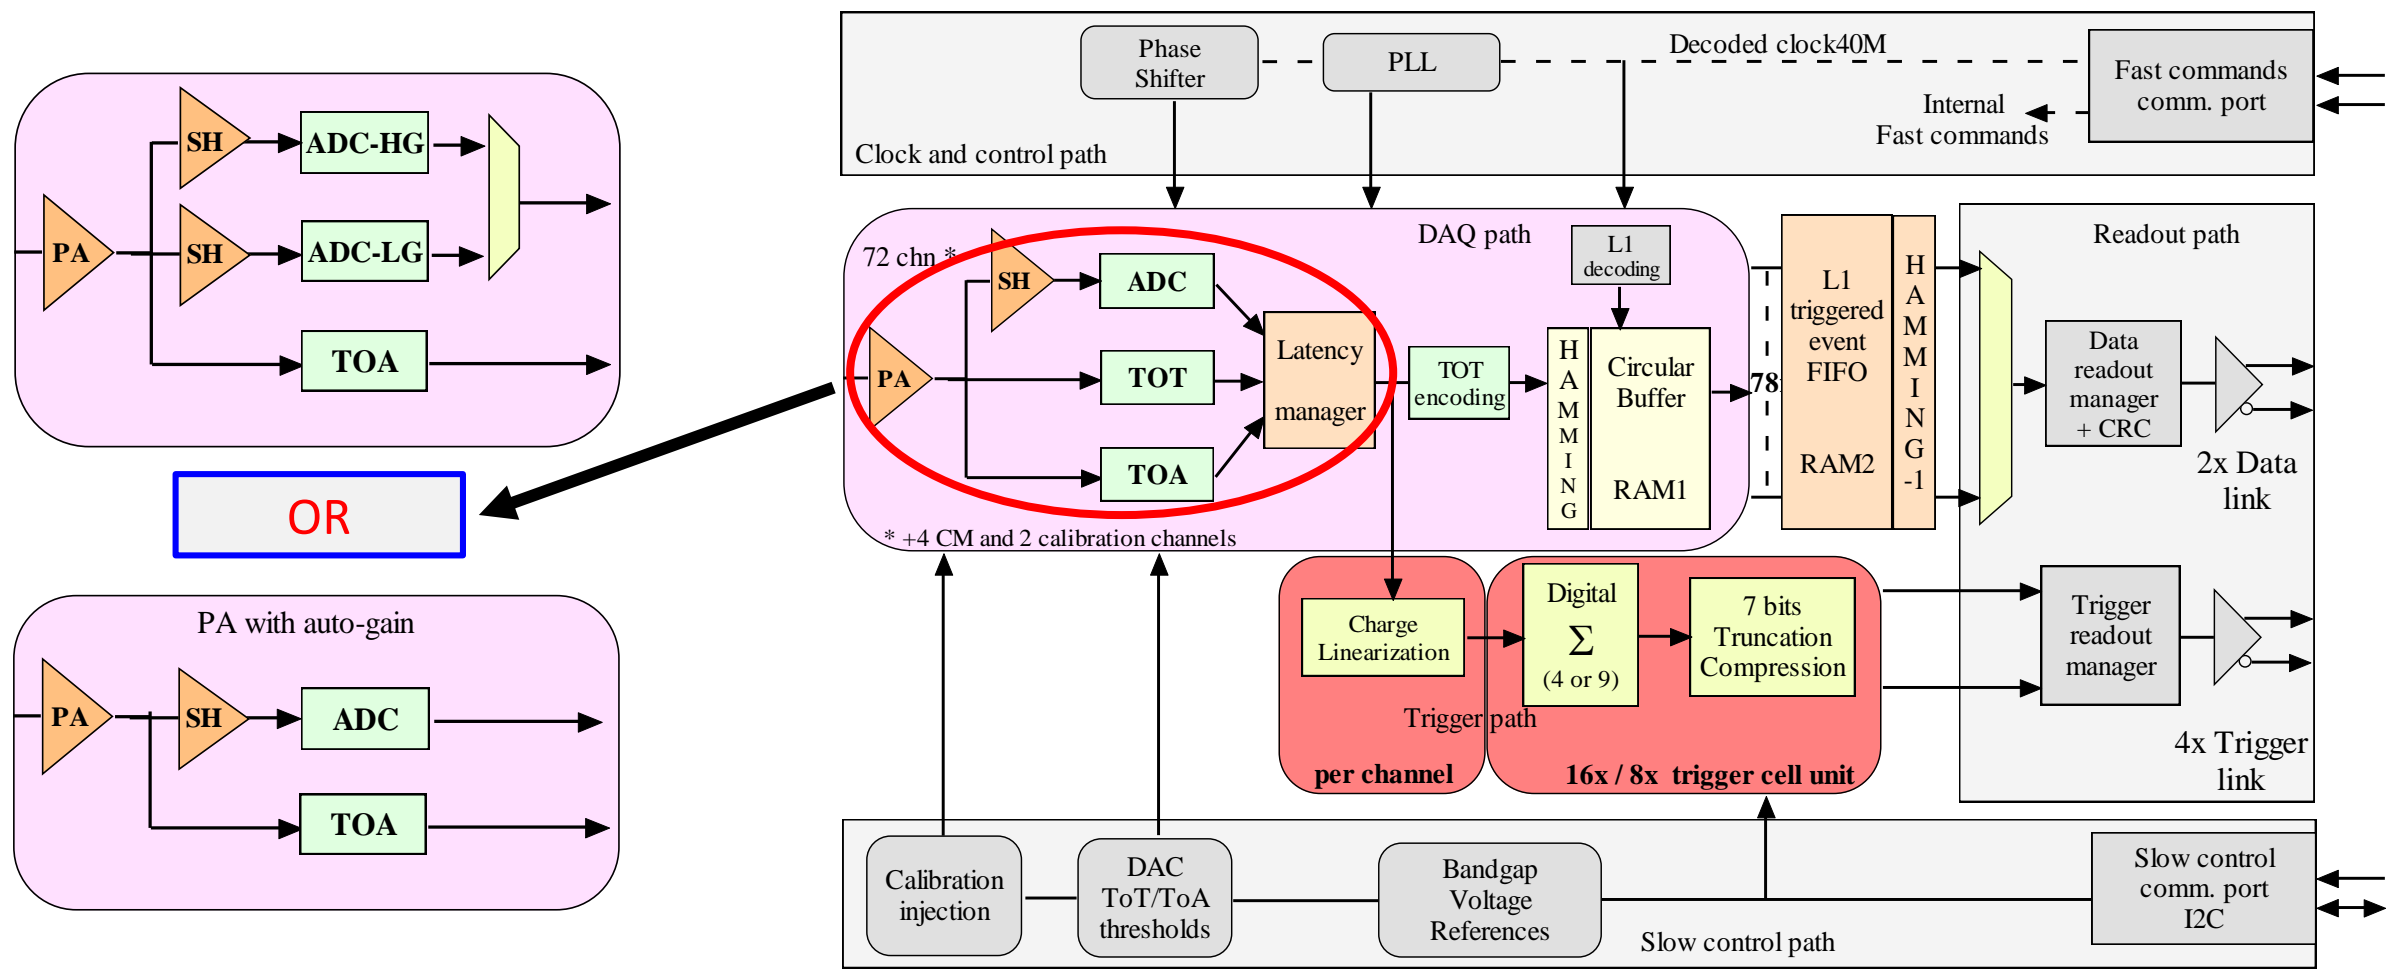 SH
ADC-HG
PA
SH
ADC-LG
TOA
OR
PA with auto-gain
PA
SH
ADC
TOA
Phase
Shifter
PLL
Decoded clock40M
Fast commands
comm. port
Internal
Fast commands
Clock and control path
72 chn *
DAQ path
SH
ADC
PA
TOT
TOA
Latency
manager
TOT
encoding
L1
decoding
H
A
M
M
I
N
G
Circular
Buffer
RAM1
* +4 CM and 2 calibration channels
78
L1
triggered
event
FIFO
RAM2
H
A
M
M
I
N
G
-1
Readout path
Data
readout
manager
+ CRC
2x Data
link
Charge
Linearization
Digital
Σ
(4 or 9)
7 bits
Truncation
Compression
Trigger path
per channel
16x / 8x trigger cell unit
Trigger
readout
manager
4x Trigger
link
Calibration
injection
DAC
ToT/ToA
thresholds
Bandgap
Voltage
References
Slow control path
Slow control
comm. port
I2C